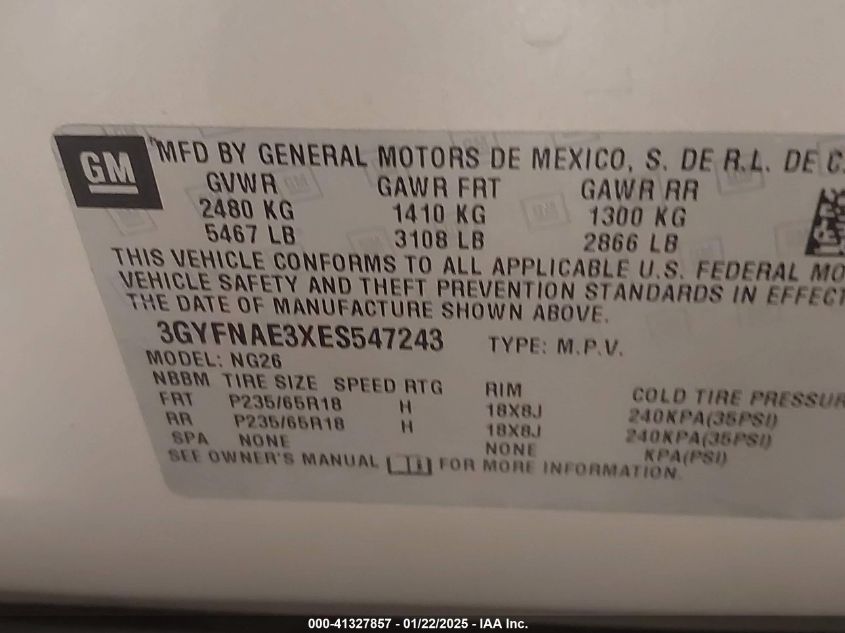 GM
MFD BY GENERAL MOTORS DE MEXICO, S. DE R.L. DE C.
GVWR GAWR FRT GAWR RR
2480 KG 1410 KG 1300 KG
5467 LB 3108 LB 2866 LB
THIS VEHICLE CONFORMS TO ALL APPLICABLE U.S. FEDERAL MO
VEHICLE SAFETY AND THEFT PREVENTION STANDARDS IN EFFECT
THE DATE OF MANUFACTURE SHOWN ABOVE.
3GYFNAE3XES547243 TYPE: M.P.V.
MODEL: NG26
NBBM TIRE SIZE SPEED RTG RIM COLD TIRE PRESSUR
FRT P235/65R18 H 18X8J 240KPA(35PSI)
RR P235/65R18 H 18X8J 240KPA(35PSI)
SPA NONE NONE KPA(PSI)
SEE OWNER'S MANUAL FOR MORE INFORMATION.
000-41327857 - 01/22/2025 - IAA Inc.